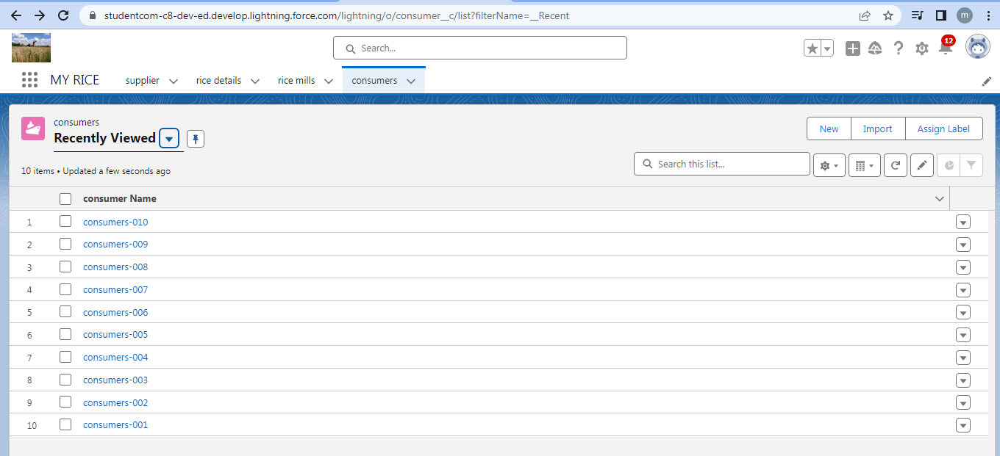 studentcom-c8-dev-ed.develop.lightning.force.com/lightning/o/consumer__c/list?filterName=__Recent
m
Search...
12
MY RICE supplier rice details rice mills consumers
consumers
Recently Viewed
New Import Assign Label
10 items • Updated a few seconds ago
Search this list...
consumer Name
1 consumers-010
2 consumers-009
3 consumers-008
4 consumers-007
5 consumers-006
6 consumers-005
7 consumers-004
8 consumers-003
9 consumers-002
10 consumers-001